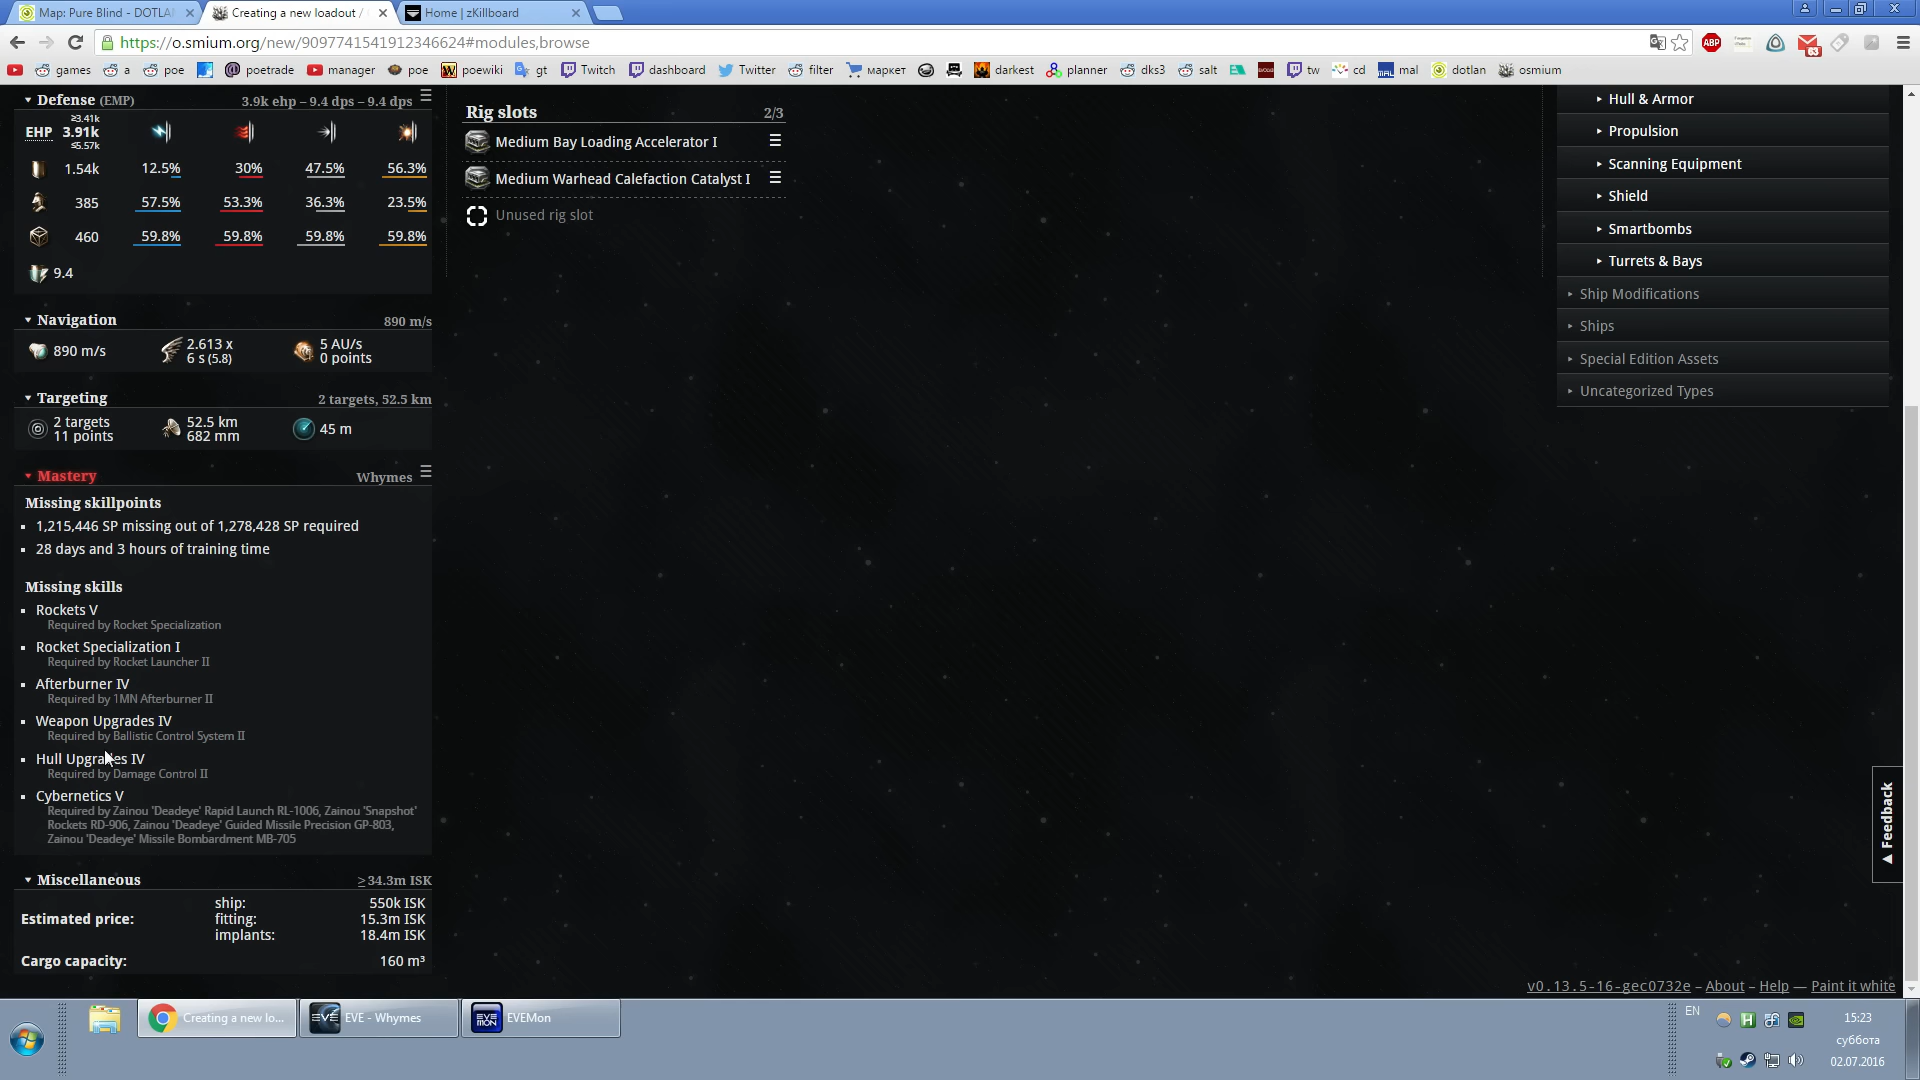 Map: Pure Blind - DOTLA
Creating a new loadout /
Home | zKillboard
https://o.smium.org/new/9097741541912346624#modules,browse
ABP
63
games
a
poe
poetrade
manager
poe
poewiki
gt
Twitch
dashboard
Twitter
filter
маркет
darkest
planner
dks3
salt
tw
cd
mal
dotlan
osmium
Defense (EMP)
3.9k ehp – 9.4 dps – 9.4 dps
EHP
≥3.41k
3.91k
≤5.57k
1.54k 12.5% 30% 47.5% 56.3%
385 57.5% 53.3% 36.3% 23.5%
460 59.8% 59.8% 59.8% 59.8%
9.4
Navigation
890 m/s
890 m/s
2.613 x
6 s (5.8)
5 AU/s
0 points
Targeting
2 targets, 52.5 km
2 targets
11 points
52.5 km
682 mm
45 m
Mastery
Whymes
Missing skillpoints
1,215,446 SP missing out of 1,278,428 SP required
28 days and 3 hours of training time
Missing skills
Rockets V
Required by Rocket Specialization
Rocket Specialization I
Required by Rocket Launcher II
Afterburner IV
Required by 1MN Afterburner II
Weapon Upgrades IV
Required by Ballistic Control System II
Hull Upgrades IV
Required by Damage Control II
Cybernetics V
Required by Zainou 'Deadeye' Rapid Launch RL-1006, Zainou 'Snapshot'
Rockets RD-906, Zainou 'Deadeye' Guided Missile Precision GP-803,
Zainou 'Deadeye' Missile Bombardment MB-705
Miscellaneous
≥ 34.3m ISK
Estimated price:
ship: 550k ISK
fitting: 15.3m ISK
implants: 18.4m ISK
Cargo capacity: 160 m³
Rig slots
2/3
Medium Bay Loading Accelerator I
Medium Warhead Calefaction Catalyst I
Unused rig slot
Hull & Armor
Propulsion
Scanning Equipment
Shield
Smartbombs
Turrets & Bays
Ship Modifications
Ships
Special Edition Assets
Uncategorized Types
Feedback
v0.13.5-16-gec0732e – About – Help — Paint it white
Creating a new lo...
EVE - Whymes
EVEMon
EN
15:23
суббота
02.07.2016